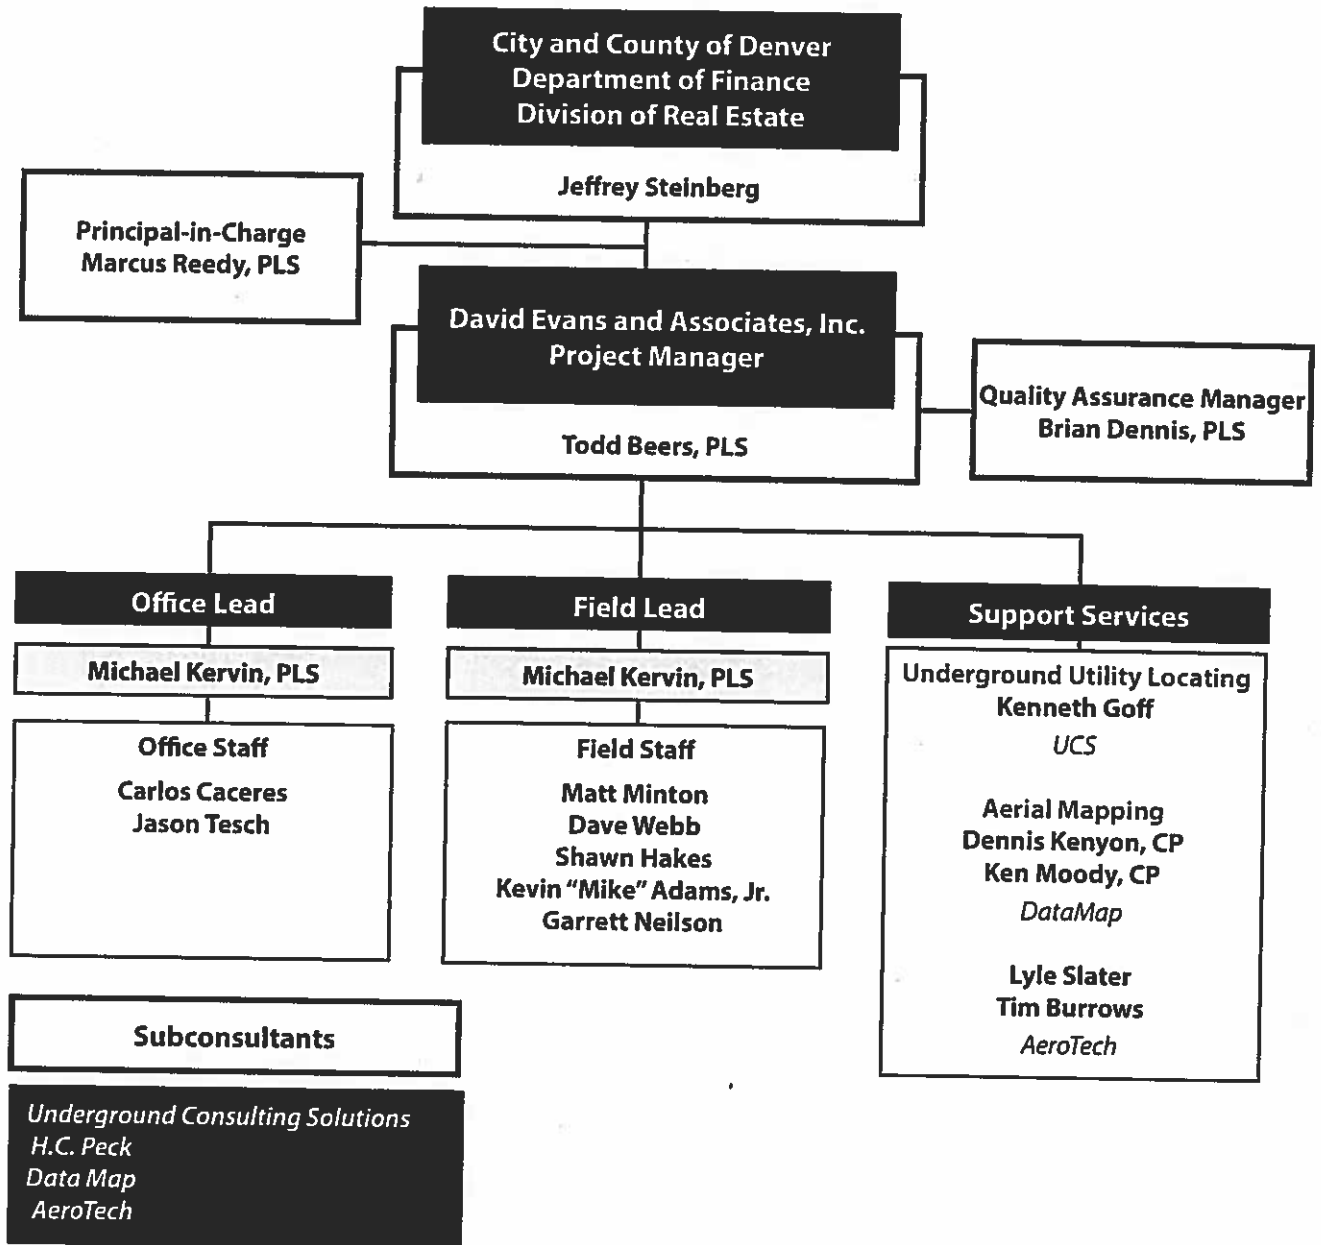 City and County of Denver
Department of Finance
Division of Real Estate
Jeffrey Steinberg
Principal-in-Charge
Marcus Reedy, PLS
David Evans and Associates, Inc.
Project Manager
Todd Beers, PLS
Quality Assurance Manager
Brian Dennis, PLS
Office Lead
Michael Kervin, PLS
Office Staff
Carlos Caceres
Jason Tesch
Field Lead
Michael Kervin, PLS
Field Staff
Matt Minton
Dave Webb
Shawn Hakes
Kevin “Mike” Adams, Jr.
Garrett Neilson
Support Services
Underground Utility Locating
Kenneth Goff
UCS
Aerial Mapping
Dennis Kenyon, CP
Ken Moody, CP
DataMap
Lyle Slater
Tim Burrows
AeroTech
Subconsultants
Underground Consulting Solutions
H.C. Peck
Data Map
AeroTech